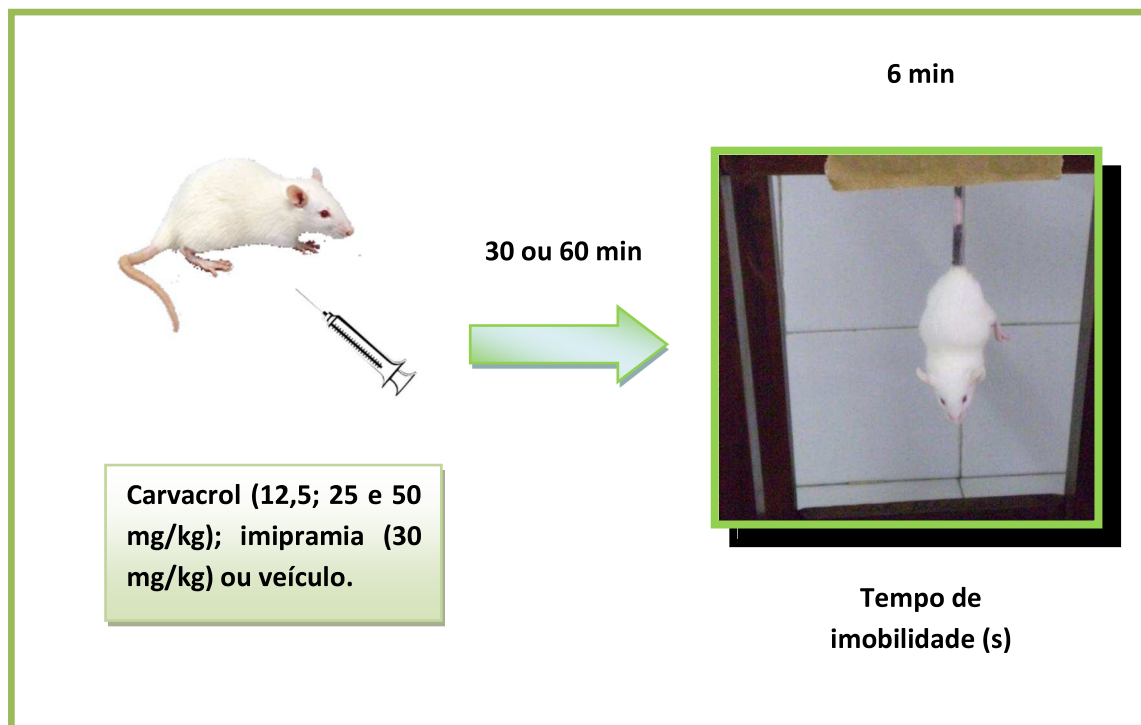 6 min
30 ou 60 min
Carvacrol (12,5; 25 e 50
mg/kg); imipramia (30
mg/kg) ou veículo.
Tempo de
imobilidade (s)